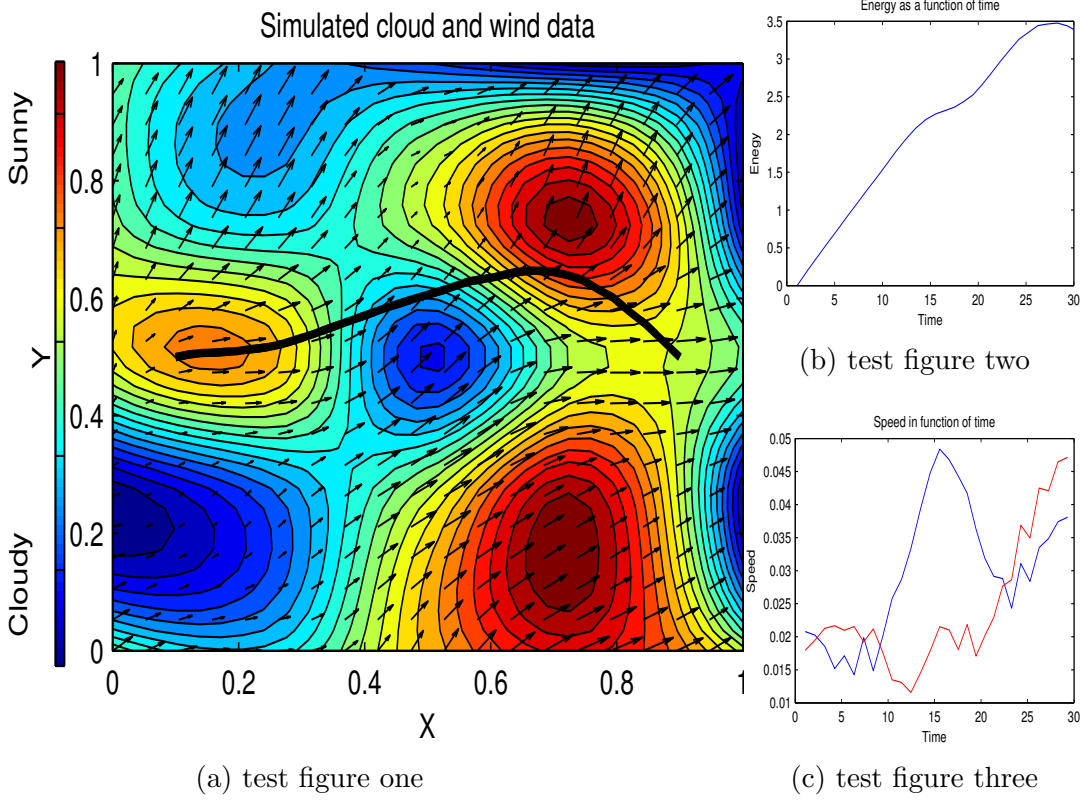 Simulated cloud and wind data
Sunny
Cloudy
Y
1
0.8
0.6
0.4
0.2
0
0 0.2 0.4 0.6 0.8 1
X
(a) test figure one
Energy as a function of time
Enegy
3.5
3
2.5
2
1.5
1
0.5
0
0 5 10 15 20 25 30
Time
(b) test figure two
Speed in function of time
Speed
0.05
0.045
0.04
0.035
0.03
0.025
0.02
0.015
0.01
0 5 10 15 20 25 30
Time
(c) test figure three